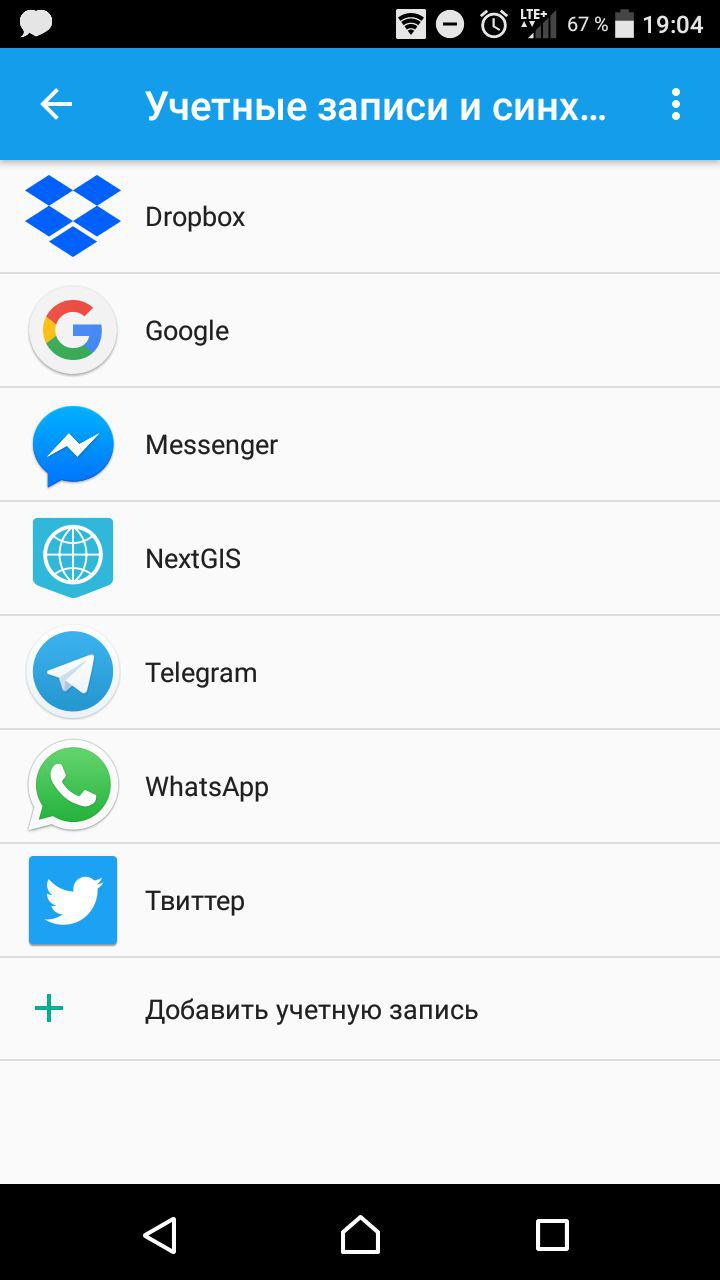 LTE+ 67 % 19:04
Учетные записи и синх...
Dropbox
Google
Messenger
NextGIS
Telegram
WhatsApp
Твиттер
Добавить учетную запись